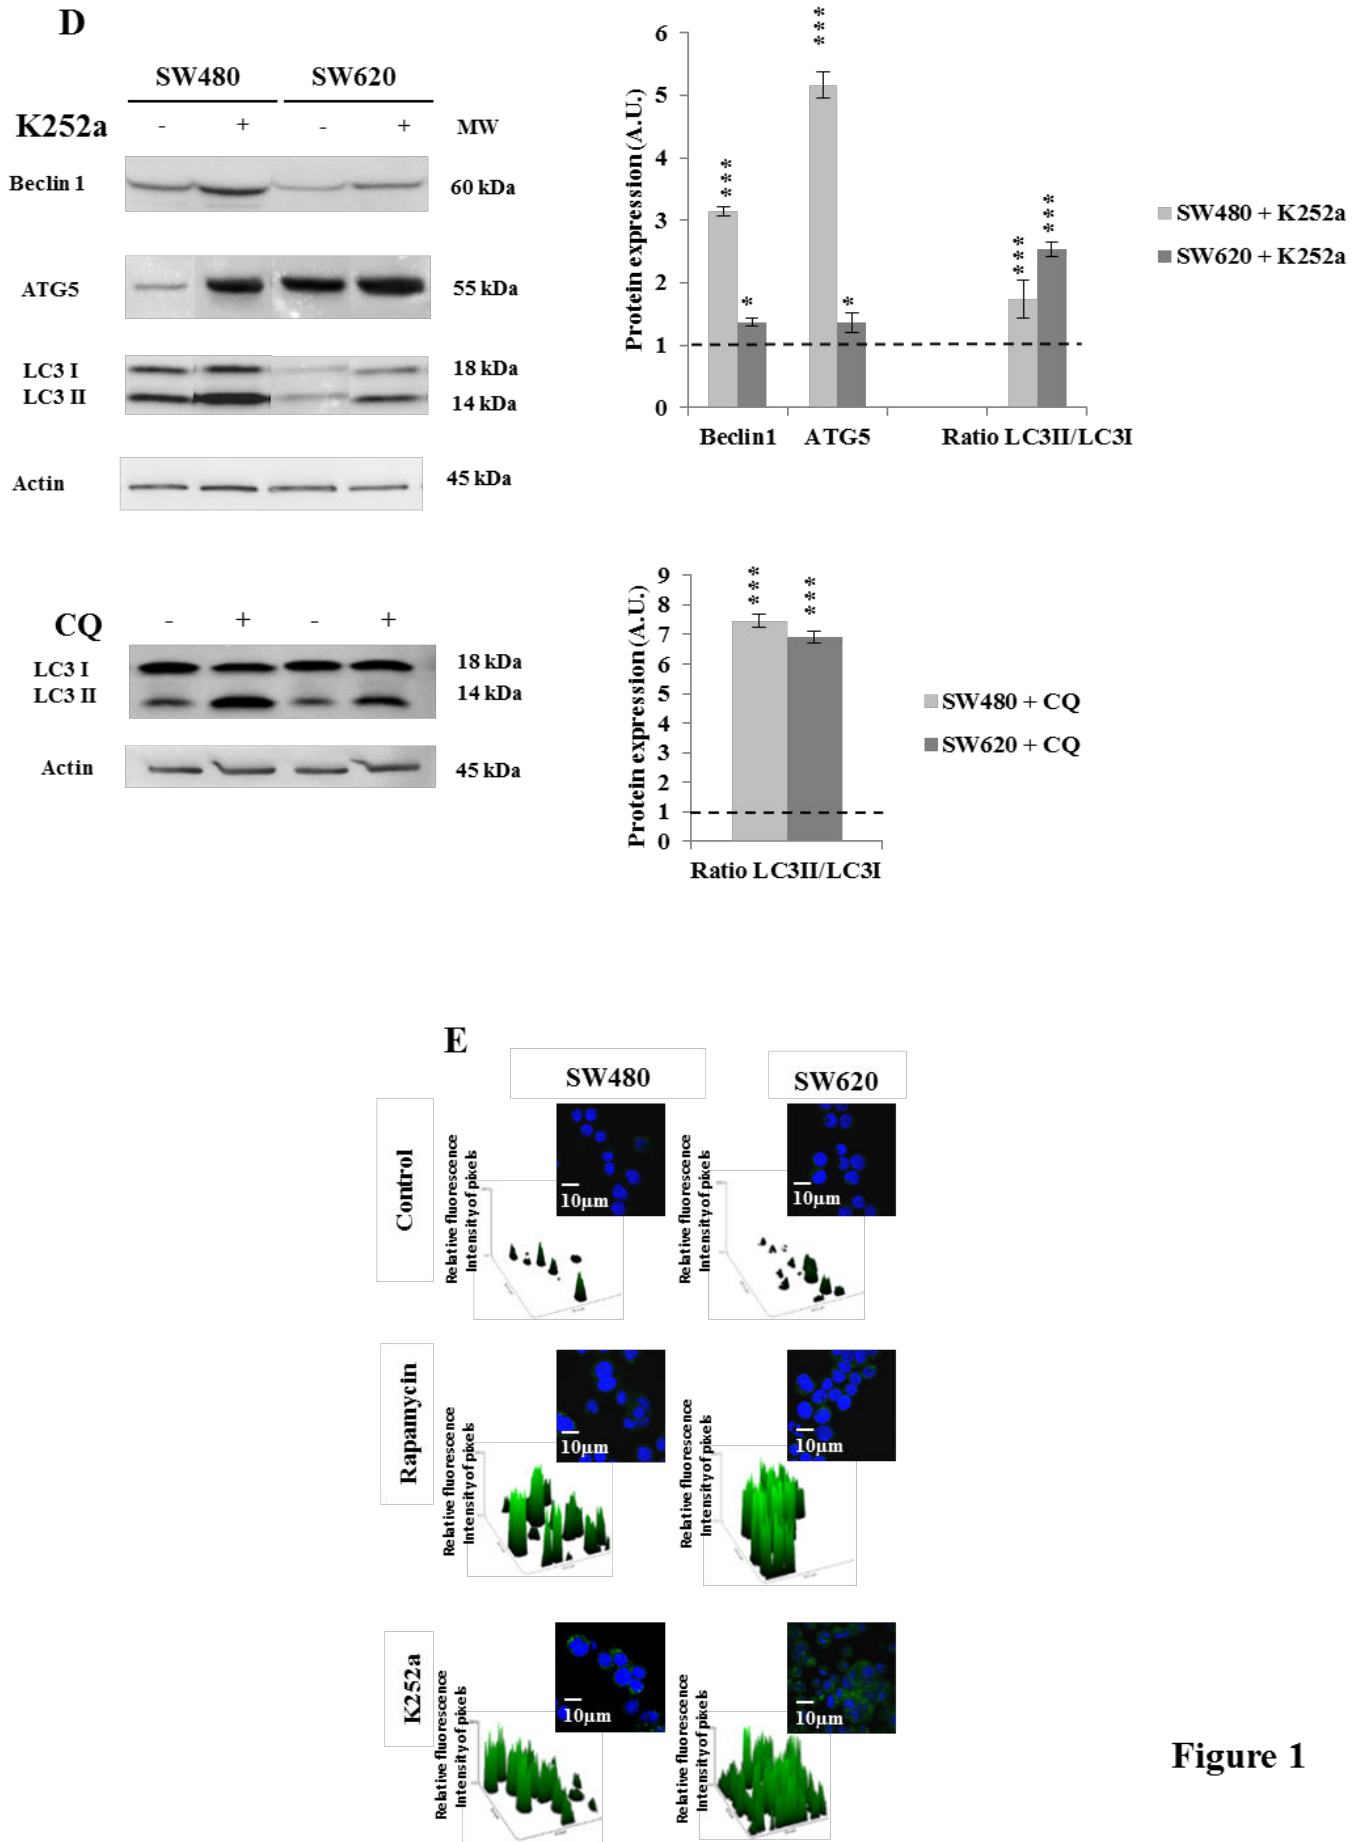 D
SW480 SW620
K252a - + - + MW
Beclin 1 60 kDa
ATG5 55 kDa
LC3 I 18 kDa
LC3 II 14 kDa
Actin 45 kDa
Protein expression (A.U.)
6
5
4
3
2
1
0
*** * *** * *** ***
Beclin1 ATG5 Ratio LC3II/LC3I
SW480 + K252a
SW620 + K252a
CQ - + - +
LC3 I 18 kDa
LC3 II 14 kDa
Actin 45 kDa
Protein expression (A.U.)
9
8
7
6
5
4
3
2
1
0
*** ***
Ratio LC3II/LC3I
SW480 + CQ
SW620 + CQ
E
SW480 SW620
Control
Relative fluorescence
Intensity of pixels
10µm
Relative fluorescence
Intensity of pixels
10µm
Rapamycin
Relative fluorescence
Intensity of pixels
10µm
Relative fluorescence
Intensity of pixels
10µm
K252a
Relative fluorescence
Intensity of pixels
10µm
Relative fluorescence
Intensity of pixels
10µm
Figure 1